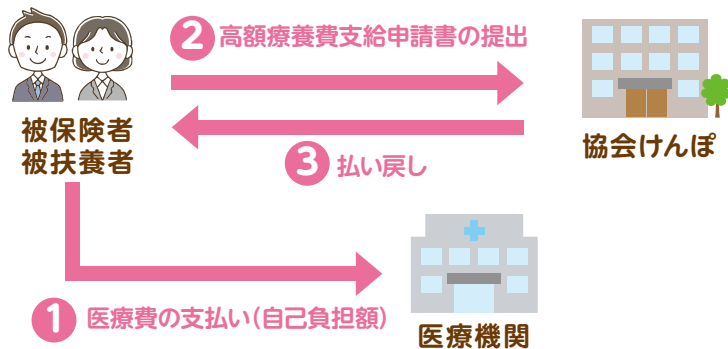 2 高額療養費支給申請書の提出
被保険者
被扶養者
協会けんぽ
3 払い戻し
1 医療費の支払い(自己負担額)
医療機関